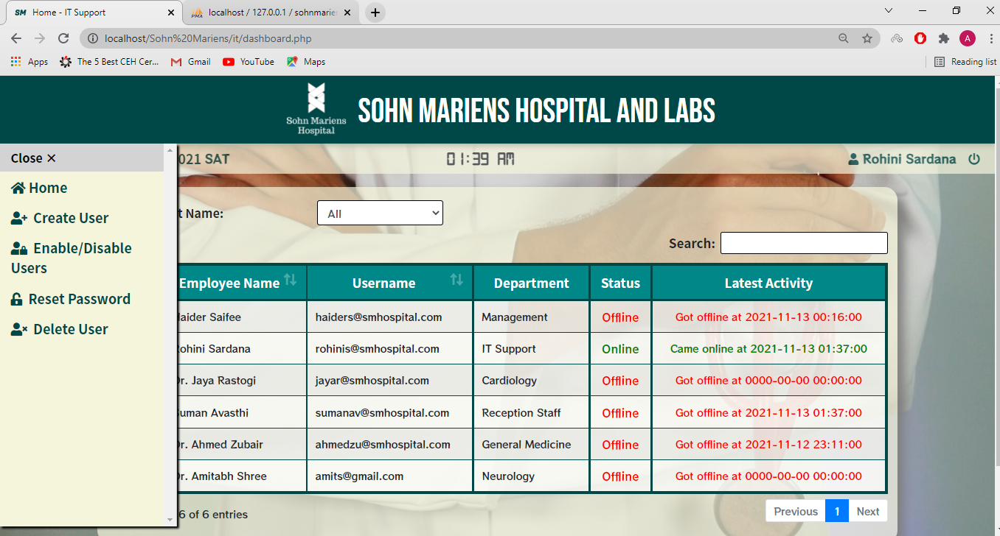 SM Home - IT Support
PMA localhost / 127.0.0.1 / sohnmarie
localhost/Sohn%20Mariens/it/dashboard.php
A
Apps The 5 Best CEH Cer... Gmail YouTube Maps Reading list
Sohn Mariens
Hospital
SOHN MARIENS HOSPITAL AND LABS
Close ×
Home
Create User
Enable/Disable
Users
Reset Password
Delete User
021 SAT 01:39 AM Rohini Sardana
t Name: All
Search:
Employee Name Username Department Status Latest Activity
aider Saifee haiders@smhospital.com Management Offline Got offline at 2021-11-13 00:16:00
ohini Sardana rohinis@smhospital.com IT Support Online Came online at 2021-11-13 01:37:00
Dr. Jaya Rastogi jayar@smhospital.com Cardiology Offline Got offline at 0000-00-00 00:00:00
uman Avasthi sumanav@smhospital.com Reception Staff Offline Got offline at 2021-11-13 01:37:00
Dr. Ahmed Zubair ahmedzu@smhospital.com General Medicine Offline Got offline at 2021-11-12 23:11:00
Dr. Amitabh Shree amits@gmail.com Neurology Offline Got offline at 0000-00-00 00:00:00
6 of 6 entries
Previous 1 Next